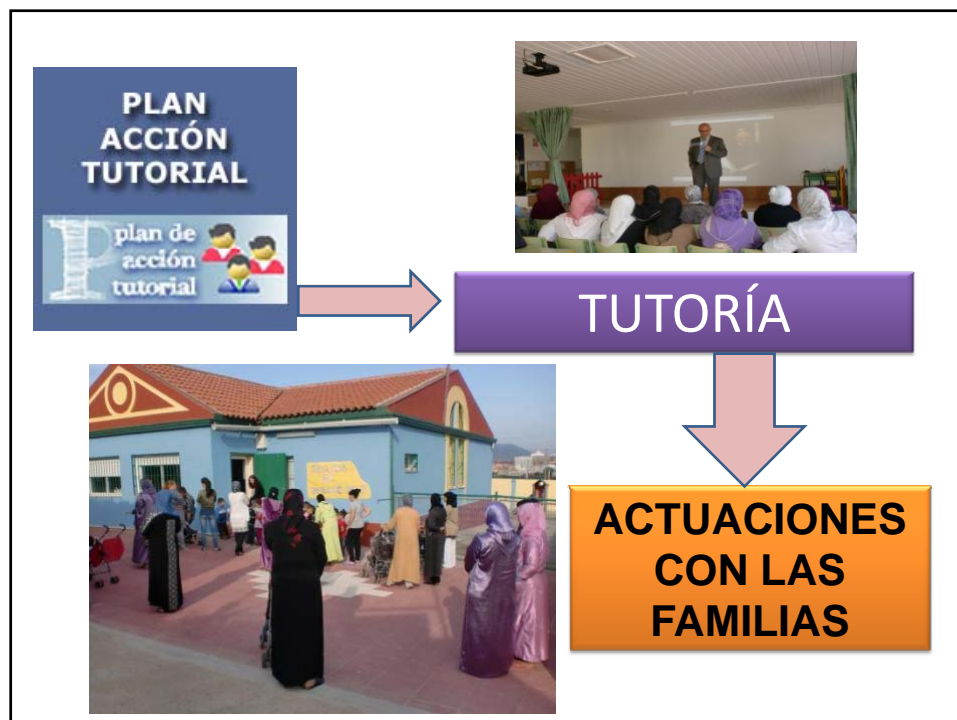 PLAN
ACCIÓN
TUTORIAL
plan de
acción
tutorial
TUTORÍA
ACTUACIONES
CON LAS
FAMILIAS